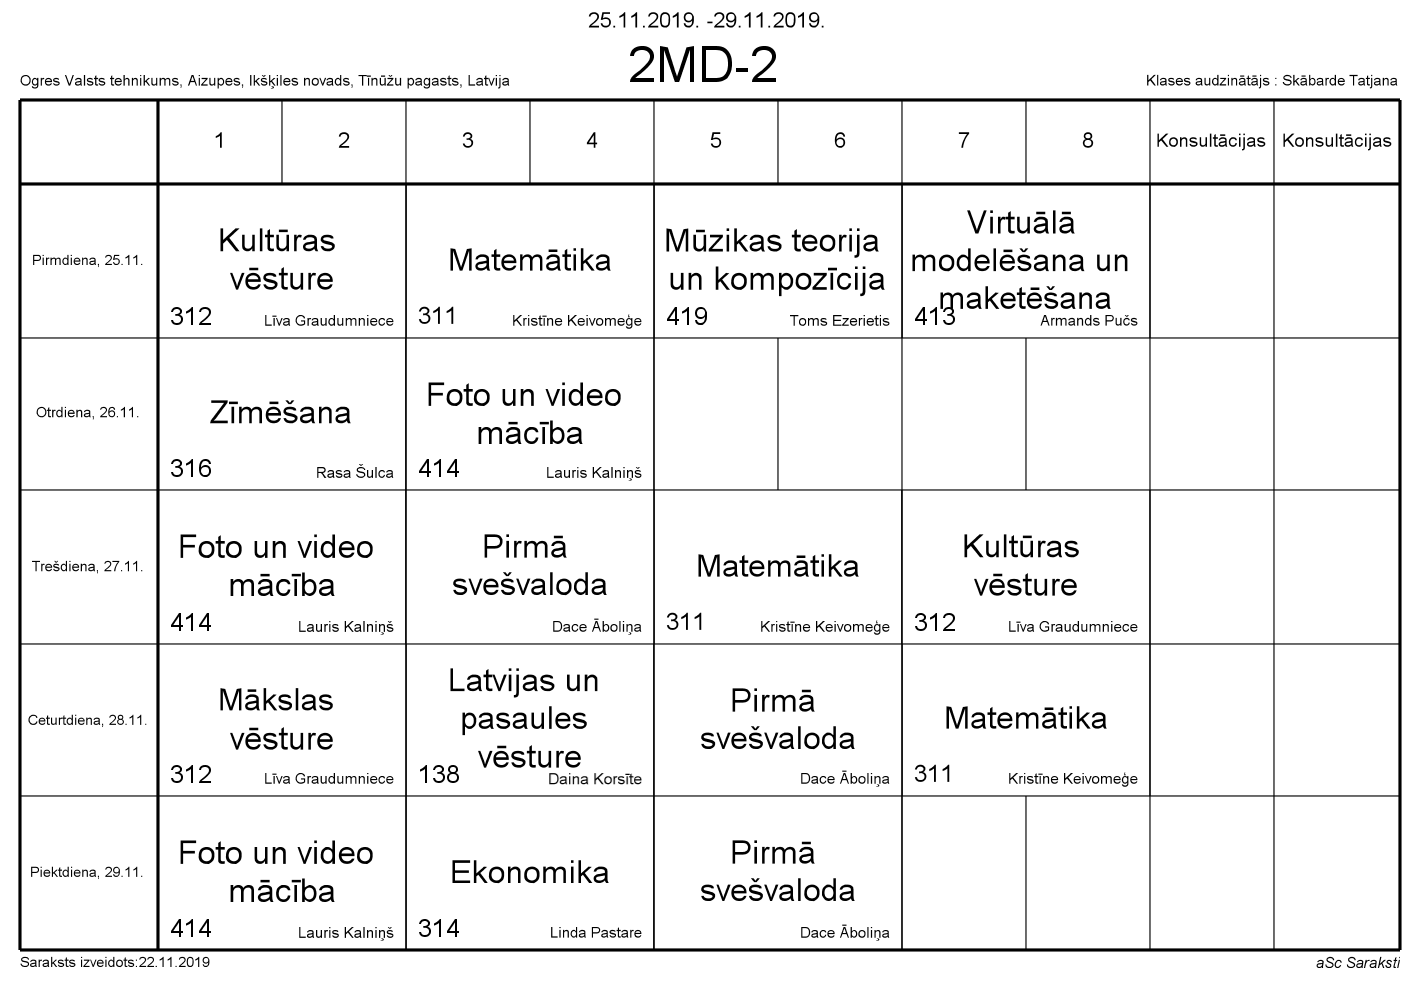 25.11.2019. -29.11.2019.
2MD-2
Ogres Valsts tehnikums, Aizupes, Ikšķiles novads, Tīnūžu pagasts, Latvija
Klases audzinātājs : Skābarde Tatjana
1 2 3 4 5 6 7 8 Konsultācijas Konsultācijas
Pirmdiena, 25.11.
Kultūras
vēsture
312 Līva Graudumniece
Matemātika
311 Kristīne Keivomeģe
Mūzikas teorija
un kompozīcija
419 Toms Ezerietis
Virtuālā
modelēšana un
maketēšana
413 Armands Pučs
Otrdiena, 26.11.
Zīmēšana
316 Rasa Šulca
Foto un video
mācība
414 Lauris Kalniņš
Trešdiena, 27.11.
Foto un video
mācība
414 Lauris Kalniņš
Pirmā
svešvaloda
Dace Āboliņa
Matemātika
311 Kristīne Keivomeģe
Kultūras
vēsture
312 Līva Graudumniece
Ceturtdiena, 28.11.
Mākslas
vēsture
312 Līva Graudumniece
Latvijas un
pasaules
vēsture
138 Daina Korsīte
Pirmā
svešvaloda
Dace Āboliņa
Matemātika
311 Kristīne Keivomeģe
Piektdiena, 29.11.
Foto un video
mācība
414 Lauris Kalniņš
Ekonomika
314 Linda Pastare
Pirmā
svešvaloda
Dace Āboliņa
Saraksts izveidots:22.11.2019
aSc Saraksti